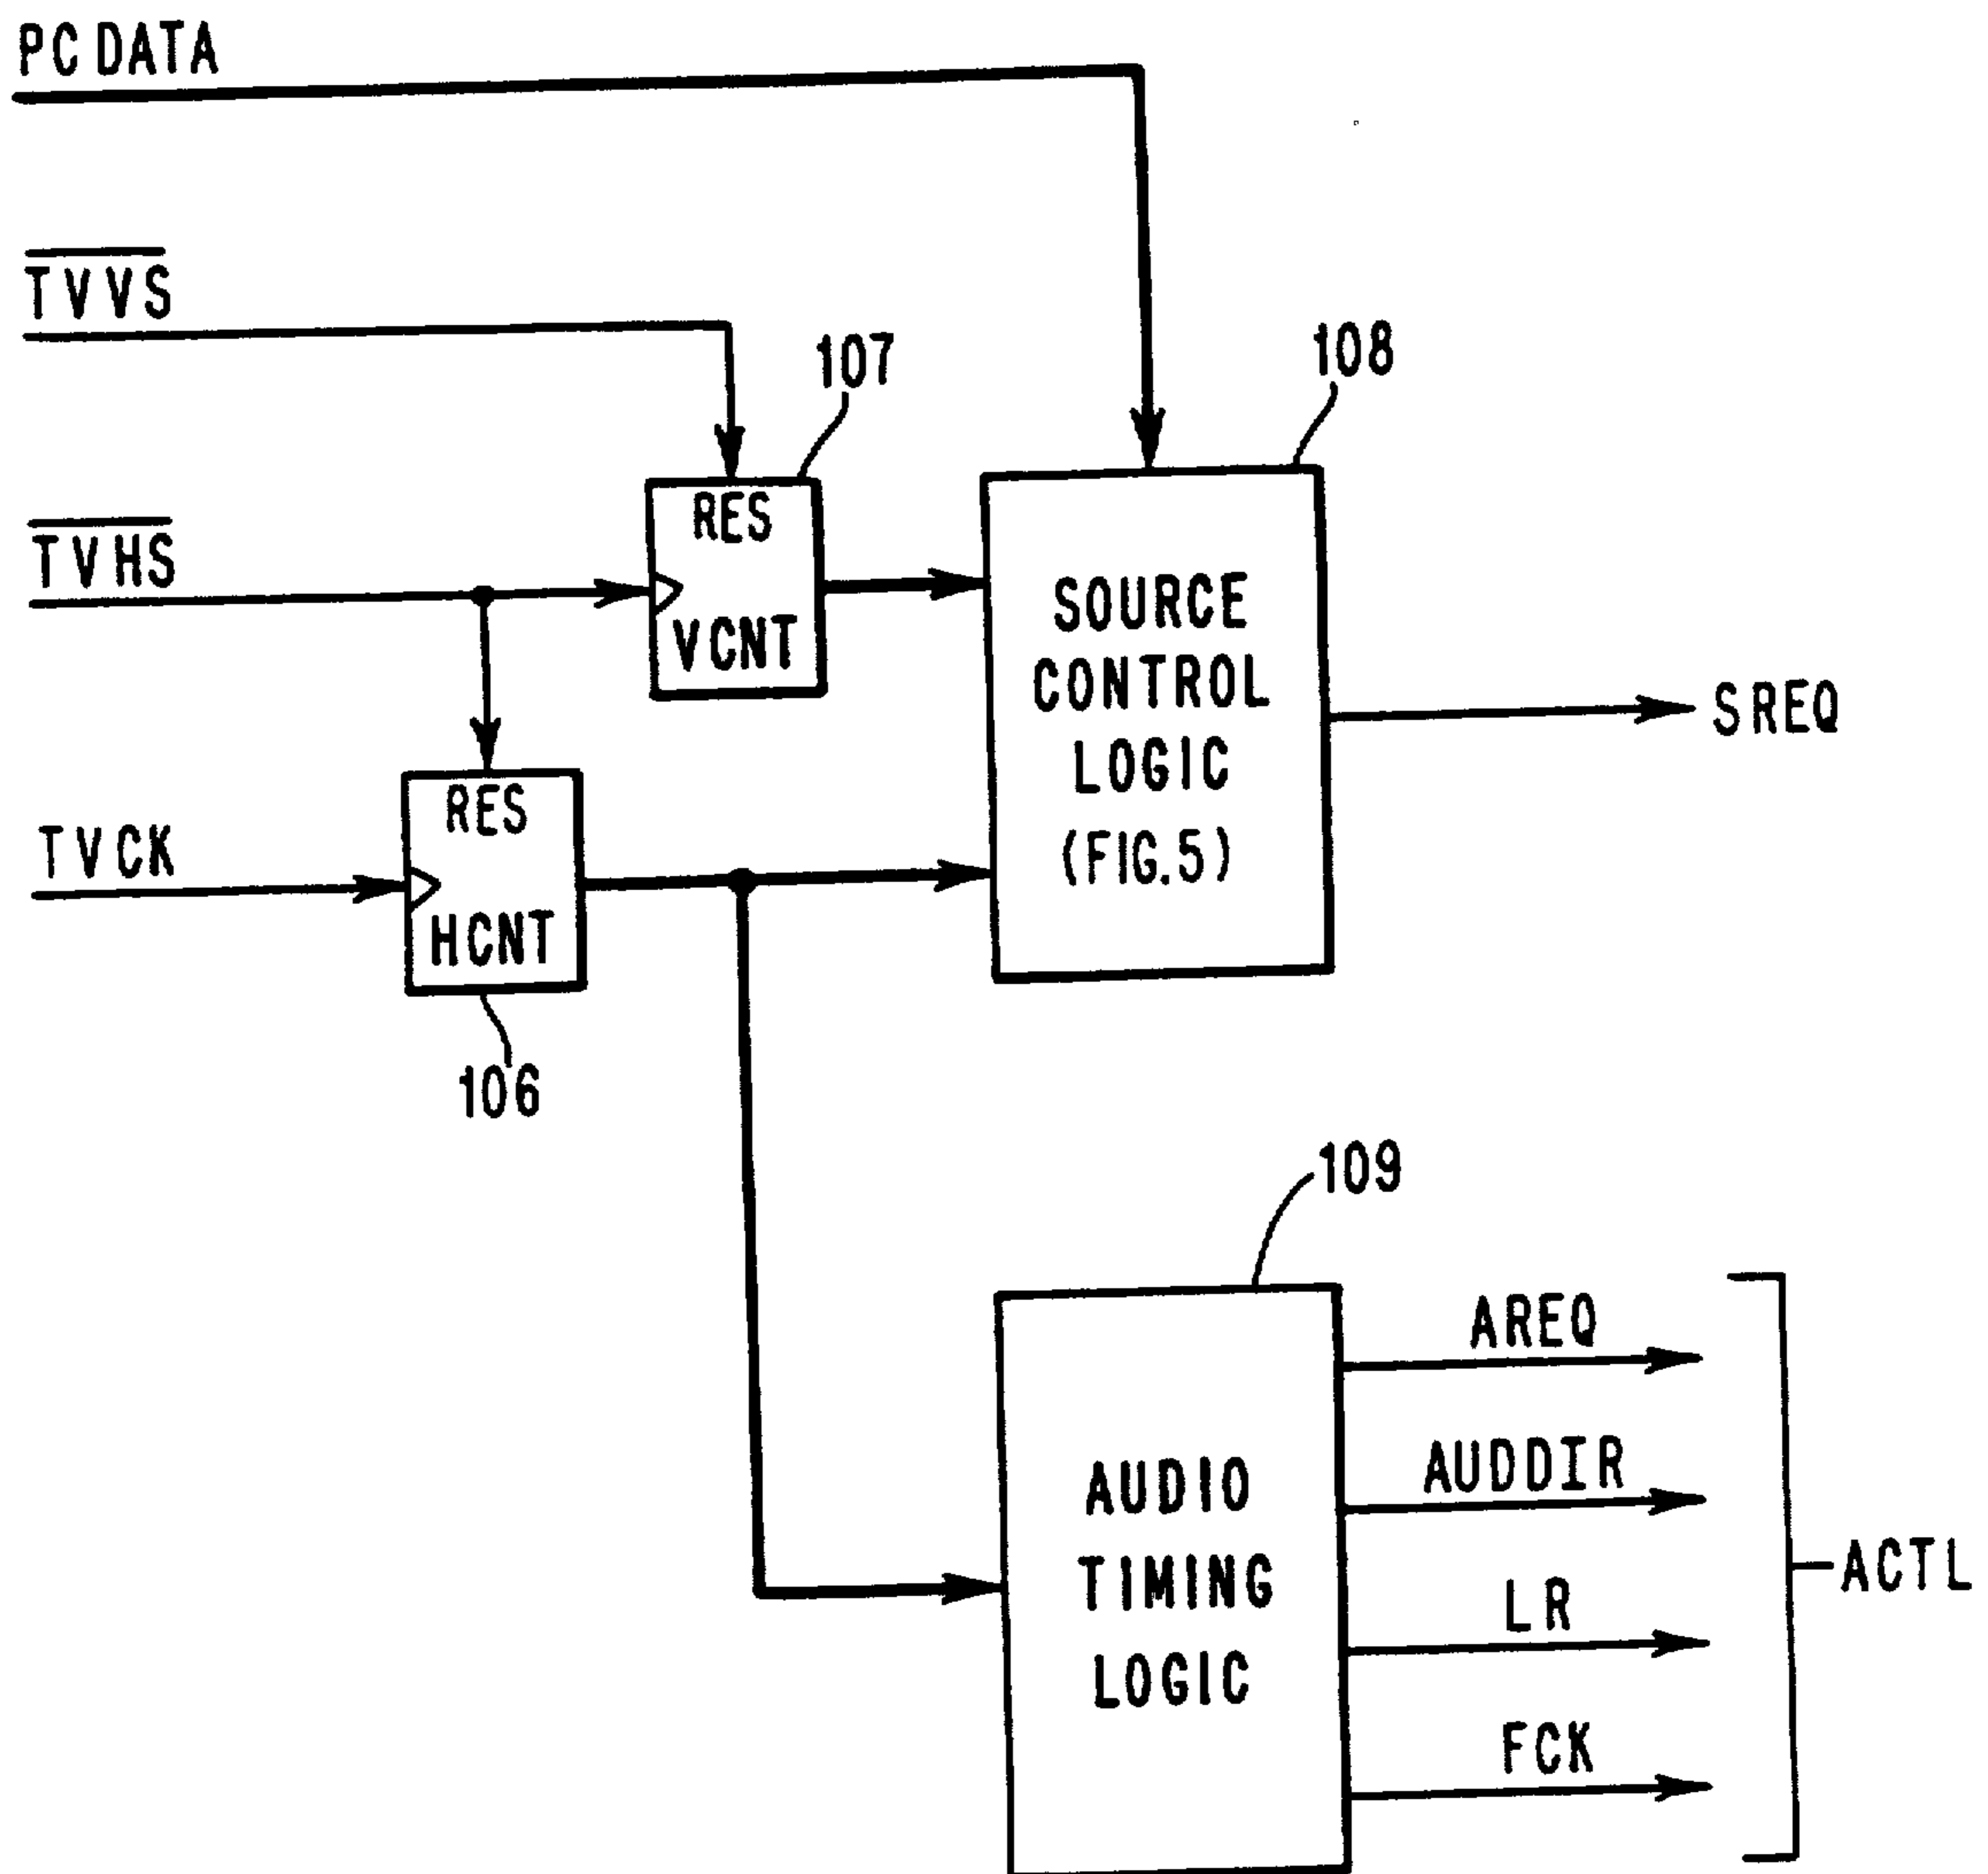 PC DATA
TVVS
107
108
TVHS
RES
VCNT
SOURCE
CONTROL
LOGIC
(FIG.5)
SREQ
TVCK
RES
HCNT
106
109
AREQ
AUDDIR
LR
FCK
AUDIO
TIMING
LOGIC
ACTL